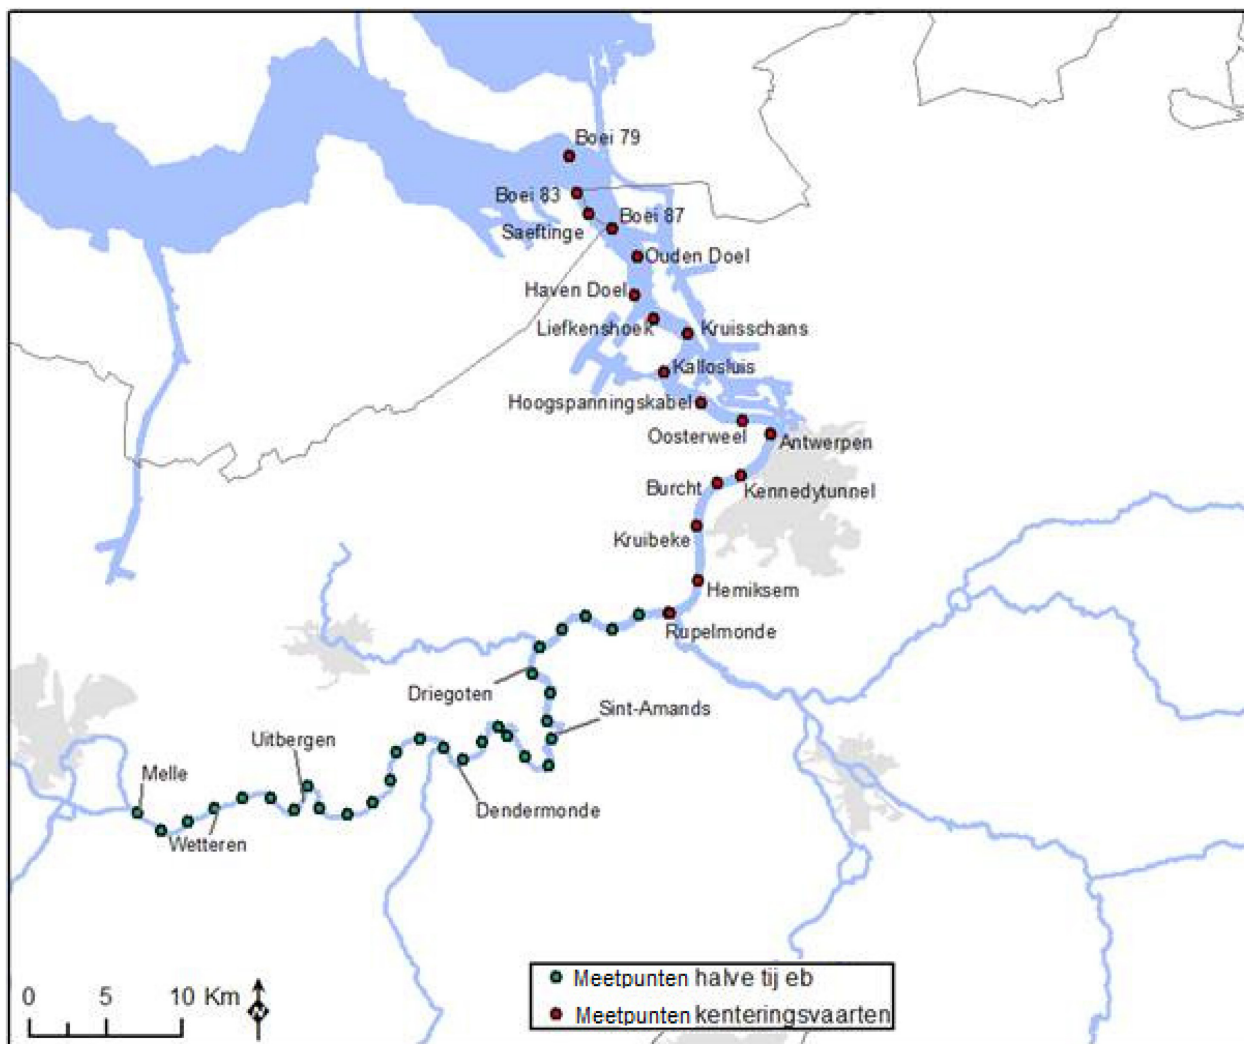 Boei 79
Boei 83
Boei 87
Saeftinge
Ouden Doel
Haven Doel
Liefkenshoek
Kruisschans
Kallosluis
Hoogspanningskabel
Oosterweel
Antwerpen
Burcht
Kennedytunnel
Kruibeke
Hemiksem
Rupelmonde
Driegoten
Sint-Amands
Uitbergen
Melle
Dendermonde
Wetteren
Meetpunten halve tij eb
Meetpunten kenteringsvaarten
0 5 10 Km
N